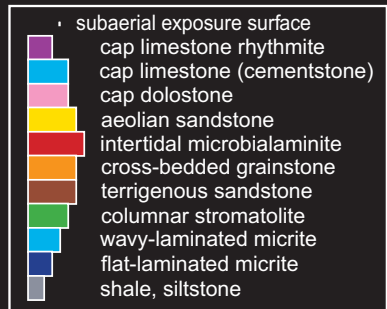 subaerial exposure surface
cap limestone rhythmite
cap limestone (cementstone)
cap dolostone
aeolian sandstone
intertidal microbialaminite
cross-bedded grainstone
terrigenous sandstone
columnar stromatolite
wavy-laminated micrite
flat-laminated micrite
shale, siltstone